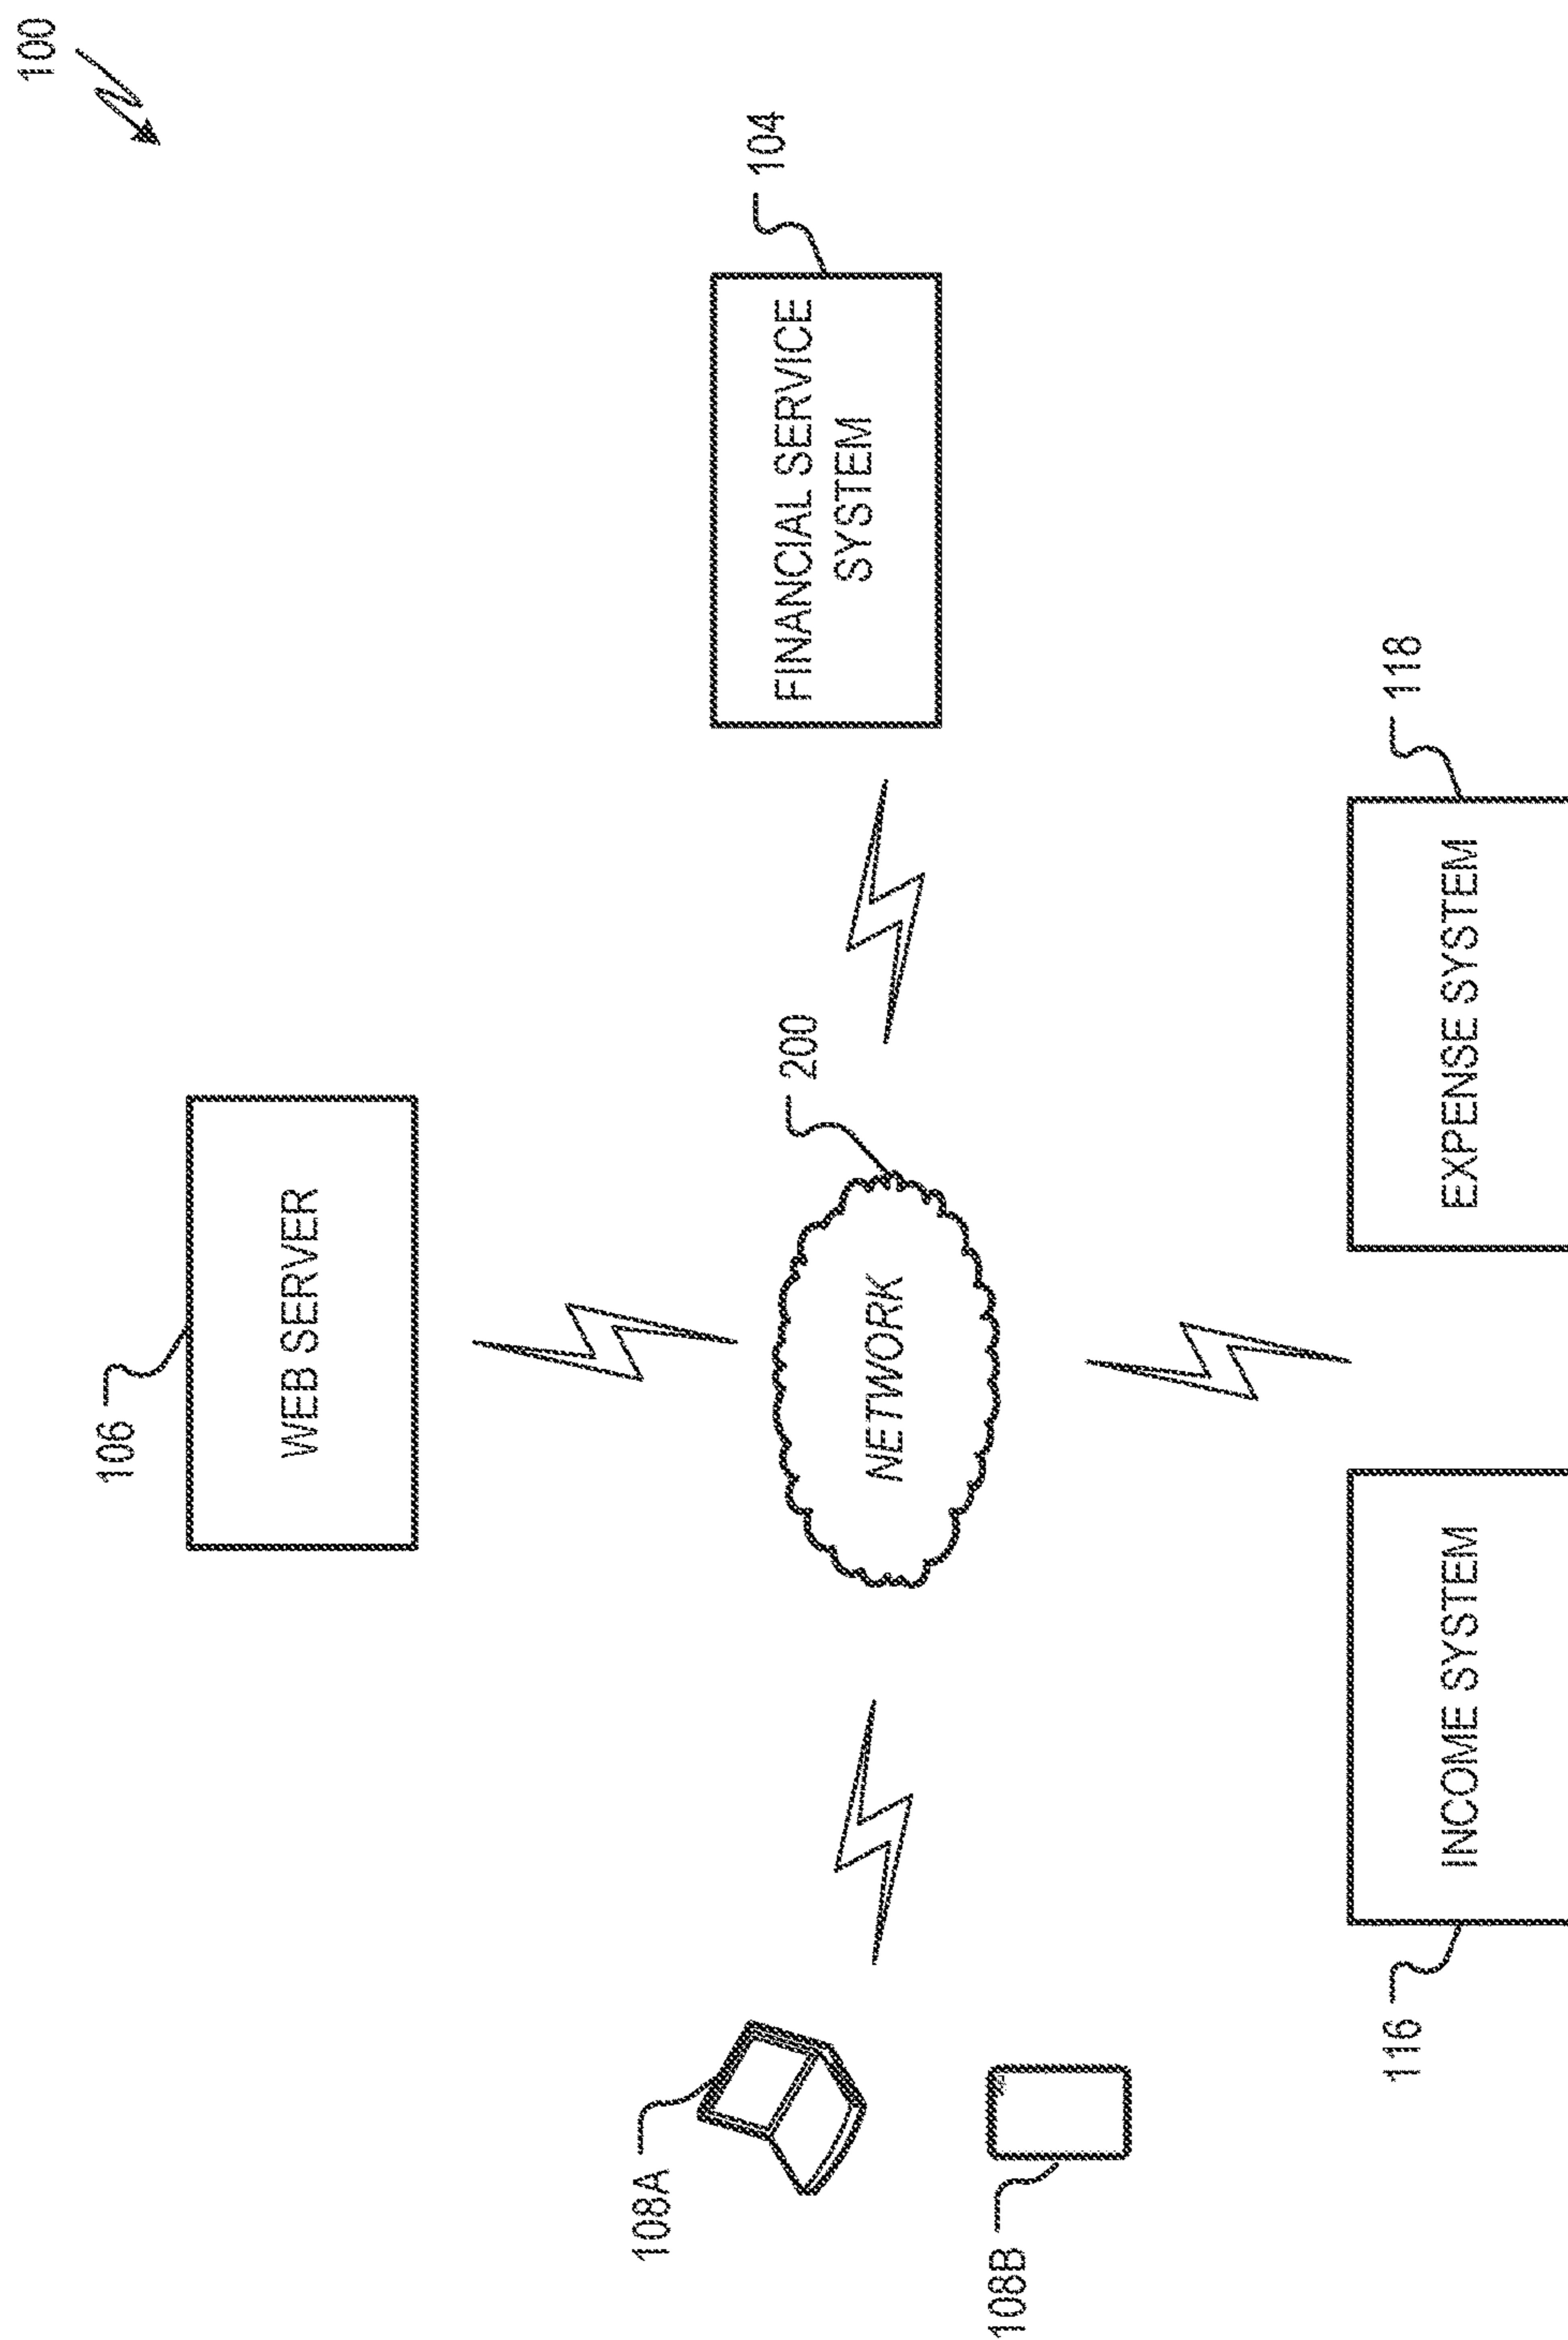 100
106
WEB SERVER
108A
108B
NETWORK
200
FINANCIAL SERVICE
SYSTEM
104
116
INCOME SYSTEM
EXPENSE SYSTEM
118